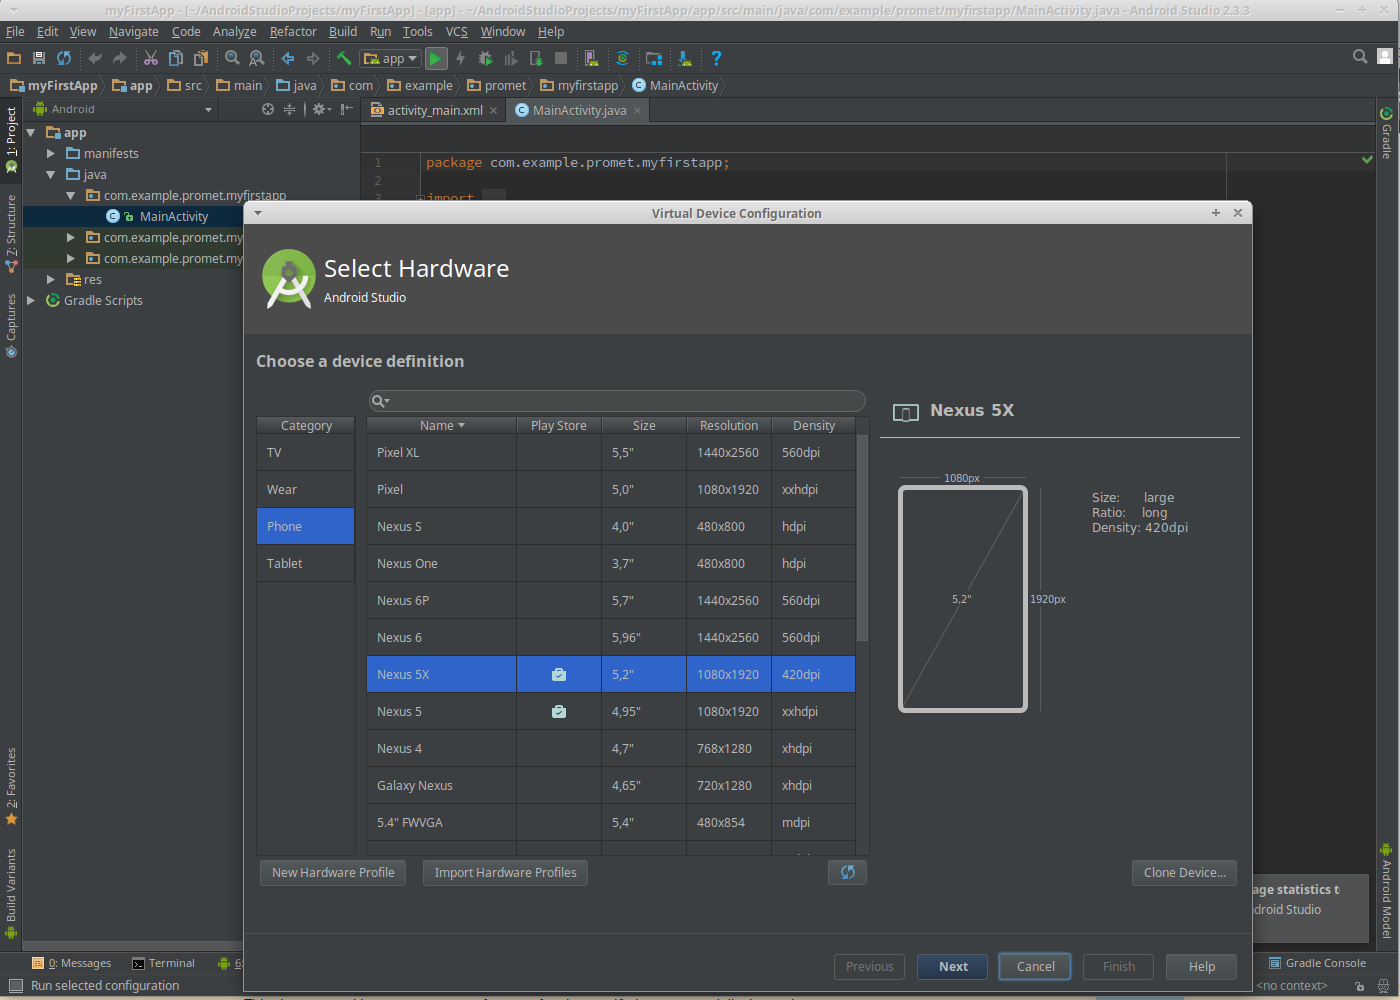 myFirstApp - [~/AndroidStudioProjects/myFirstApp] - [app] - ~/AndroidStudioProjects/myFirstApp/app/src/main/java/com/example/promet/myfirstapp/MainActivity.java - Android Studio 2.3.3
File Edit View Navigate Code Analyze Refactor Build Run Tools VCS Window Help
app
myFirstApp app src main java com example promet myfirstapp MainActivity
1: Project
7: Structure
Captures
2: Favorites
Build Variants
Android
app
manifests
java
com.example.promet.myfirstapp
MainActivity
com.example.promet.my
com.example.promet.my
res
Gradle Scripts
activity_main.xml MainActivity.java
1 package com.example.promet.myfirstapp;
2
3 import ...
Gradle
Android Model
Virtual Device Configuration
Select Hardware
Android Studio
Choose a device definition
Category
TV
Wear
Phone
Tablet
Name Play Store Size Resolution Density
Pixel XL 5,5" 1440x2560 560dpi
Pixel 5,0" 1080x1920 xxhdpi
Nexus S 4,0" 480x800 hdpi
Nexus One 3,7" 480x800 hdpi
Nexus 6P 5,7" 1440x2560 560dpi
Nexus 6 5,96" 1440x2560 560dpi
Nexus 5X 5,2" 1080x1920 420dpi
Nexus 5 4,95" 1080x1920 xxhdpi
Nexus 4 4,7" 768x1280 xhdpi
Galaxy Nexus 4,65" 720x1280 xhdpi
5.4" FWVGA 5,4" 480x854 mdpi
Nexus 5X
1080px
5,2"
1920px
Size: large
Ratio: long
Density: 420dpi
New Hardware Profile Import Hardware Profiles Clone Device...
Previous Next Cancel Finish Help
age statistics t
droid Studio
0: Messages Terminal 6: Gradle Console
Run selected configuration <no context>